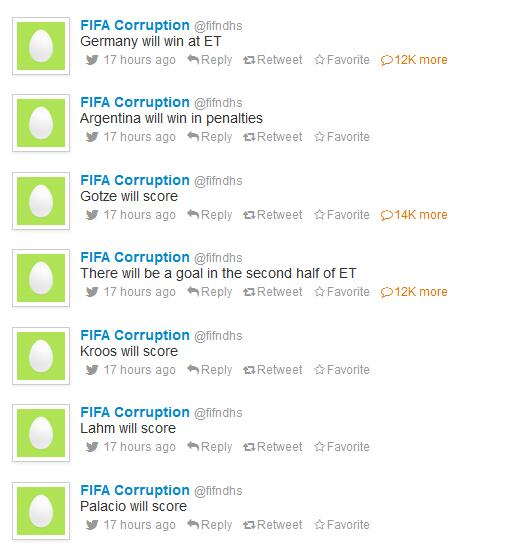 FIFA Corruption @fifndhs
Germany will win at ET
17 hours ago Reply Retweet Favorite 12K more
FIFA Corruption @fifndhs
Argentina will win in penalties
17 hours ago Reply Retweet Favorite
FIFA Corruption @fifndhs
Gotze will score
17 hours ago Reply Retweet Favorite 14K more
FIFA Corruption @fifndhs
There will be a goal in the second half of ET
17 hours ago Reply Retweet Favorite 12K more
FIFA Corruption @fifndhs
Kroos will score
17 hours ago Reply Retweet Favorite
FIFA Corruption @fifndhs
Lahm will score
17 hours ago Reply Retweet Favorite
FIFA Corruption @fifndhs
Palacio will score
17 hours ago Reply Retweet Favorite